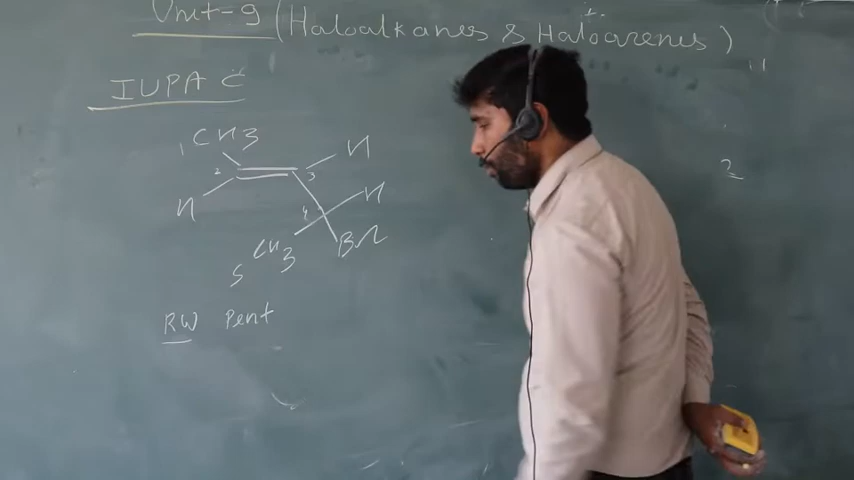 Unit-9 (Haloalkanes & Haloarenes)
IUPAC
1 CH3 H
2 3
H H
4
CH3 Br
5
RW Pent
2